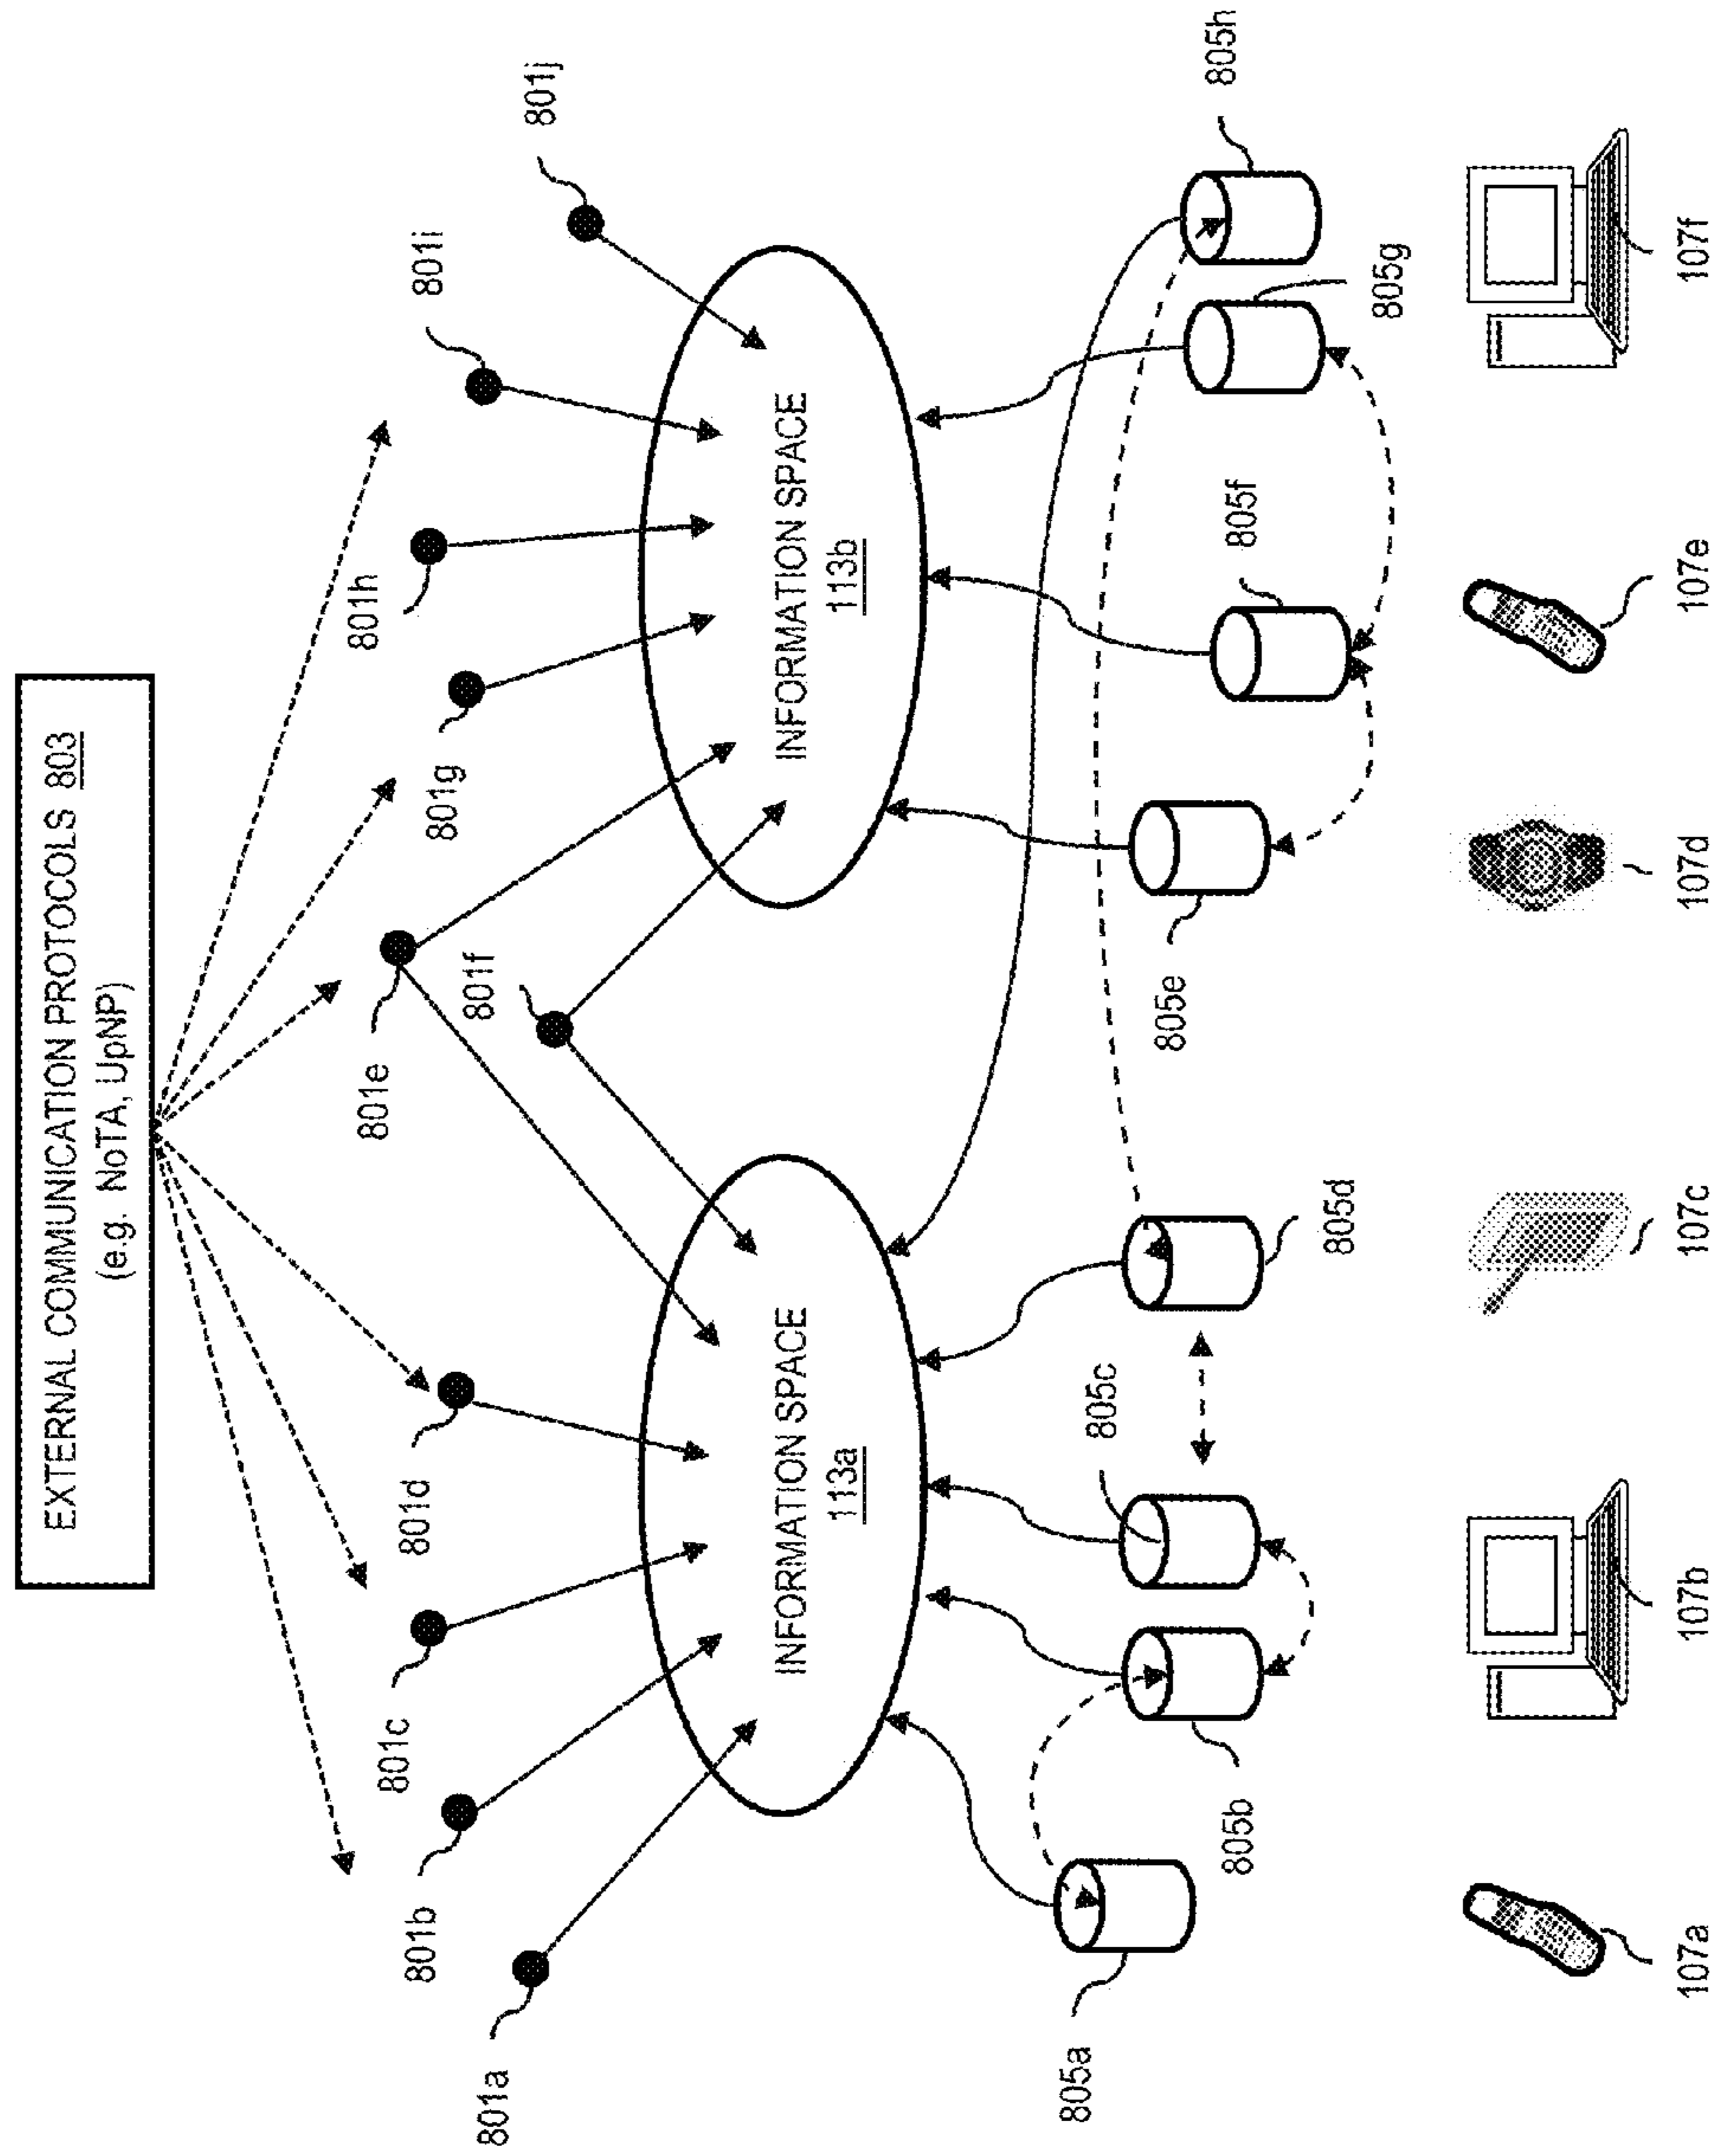 EXTERNAL COMMUNICATION PROTOCOLS 803
(e.g. NoTA, UpNP)
801a
801b
801c
801d
801e
801f
801g
801h
801i
801j
INFORMATION SPACE
113a
INFORMATION SPACE
113b
805a
805b
805c
805d
805e
805f
805g
805h
107a
107b
107c
107d
107e
107f